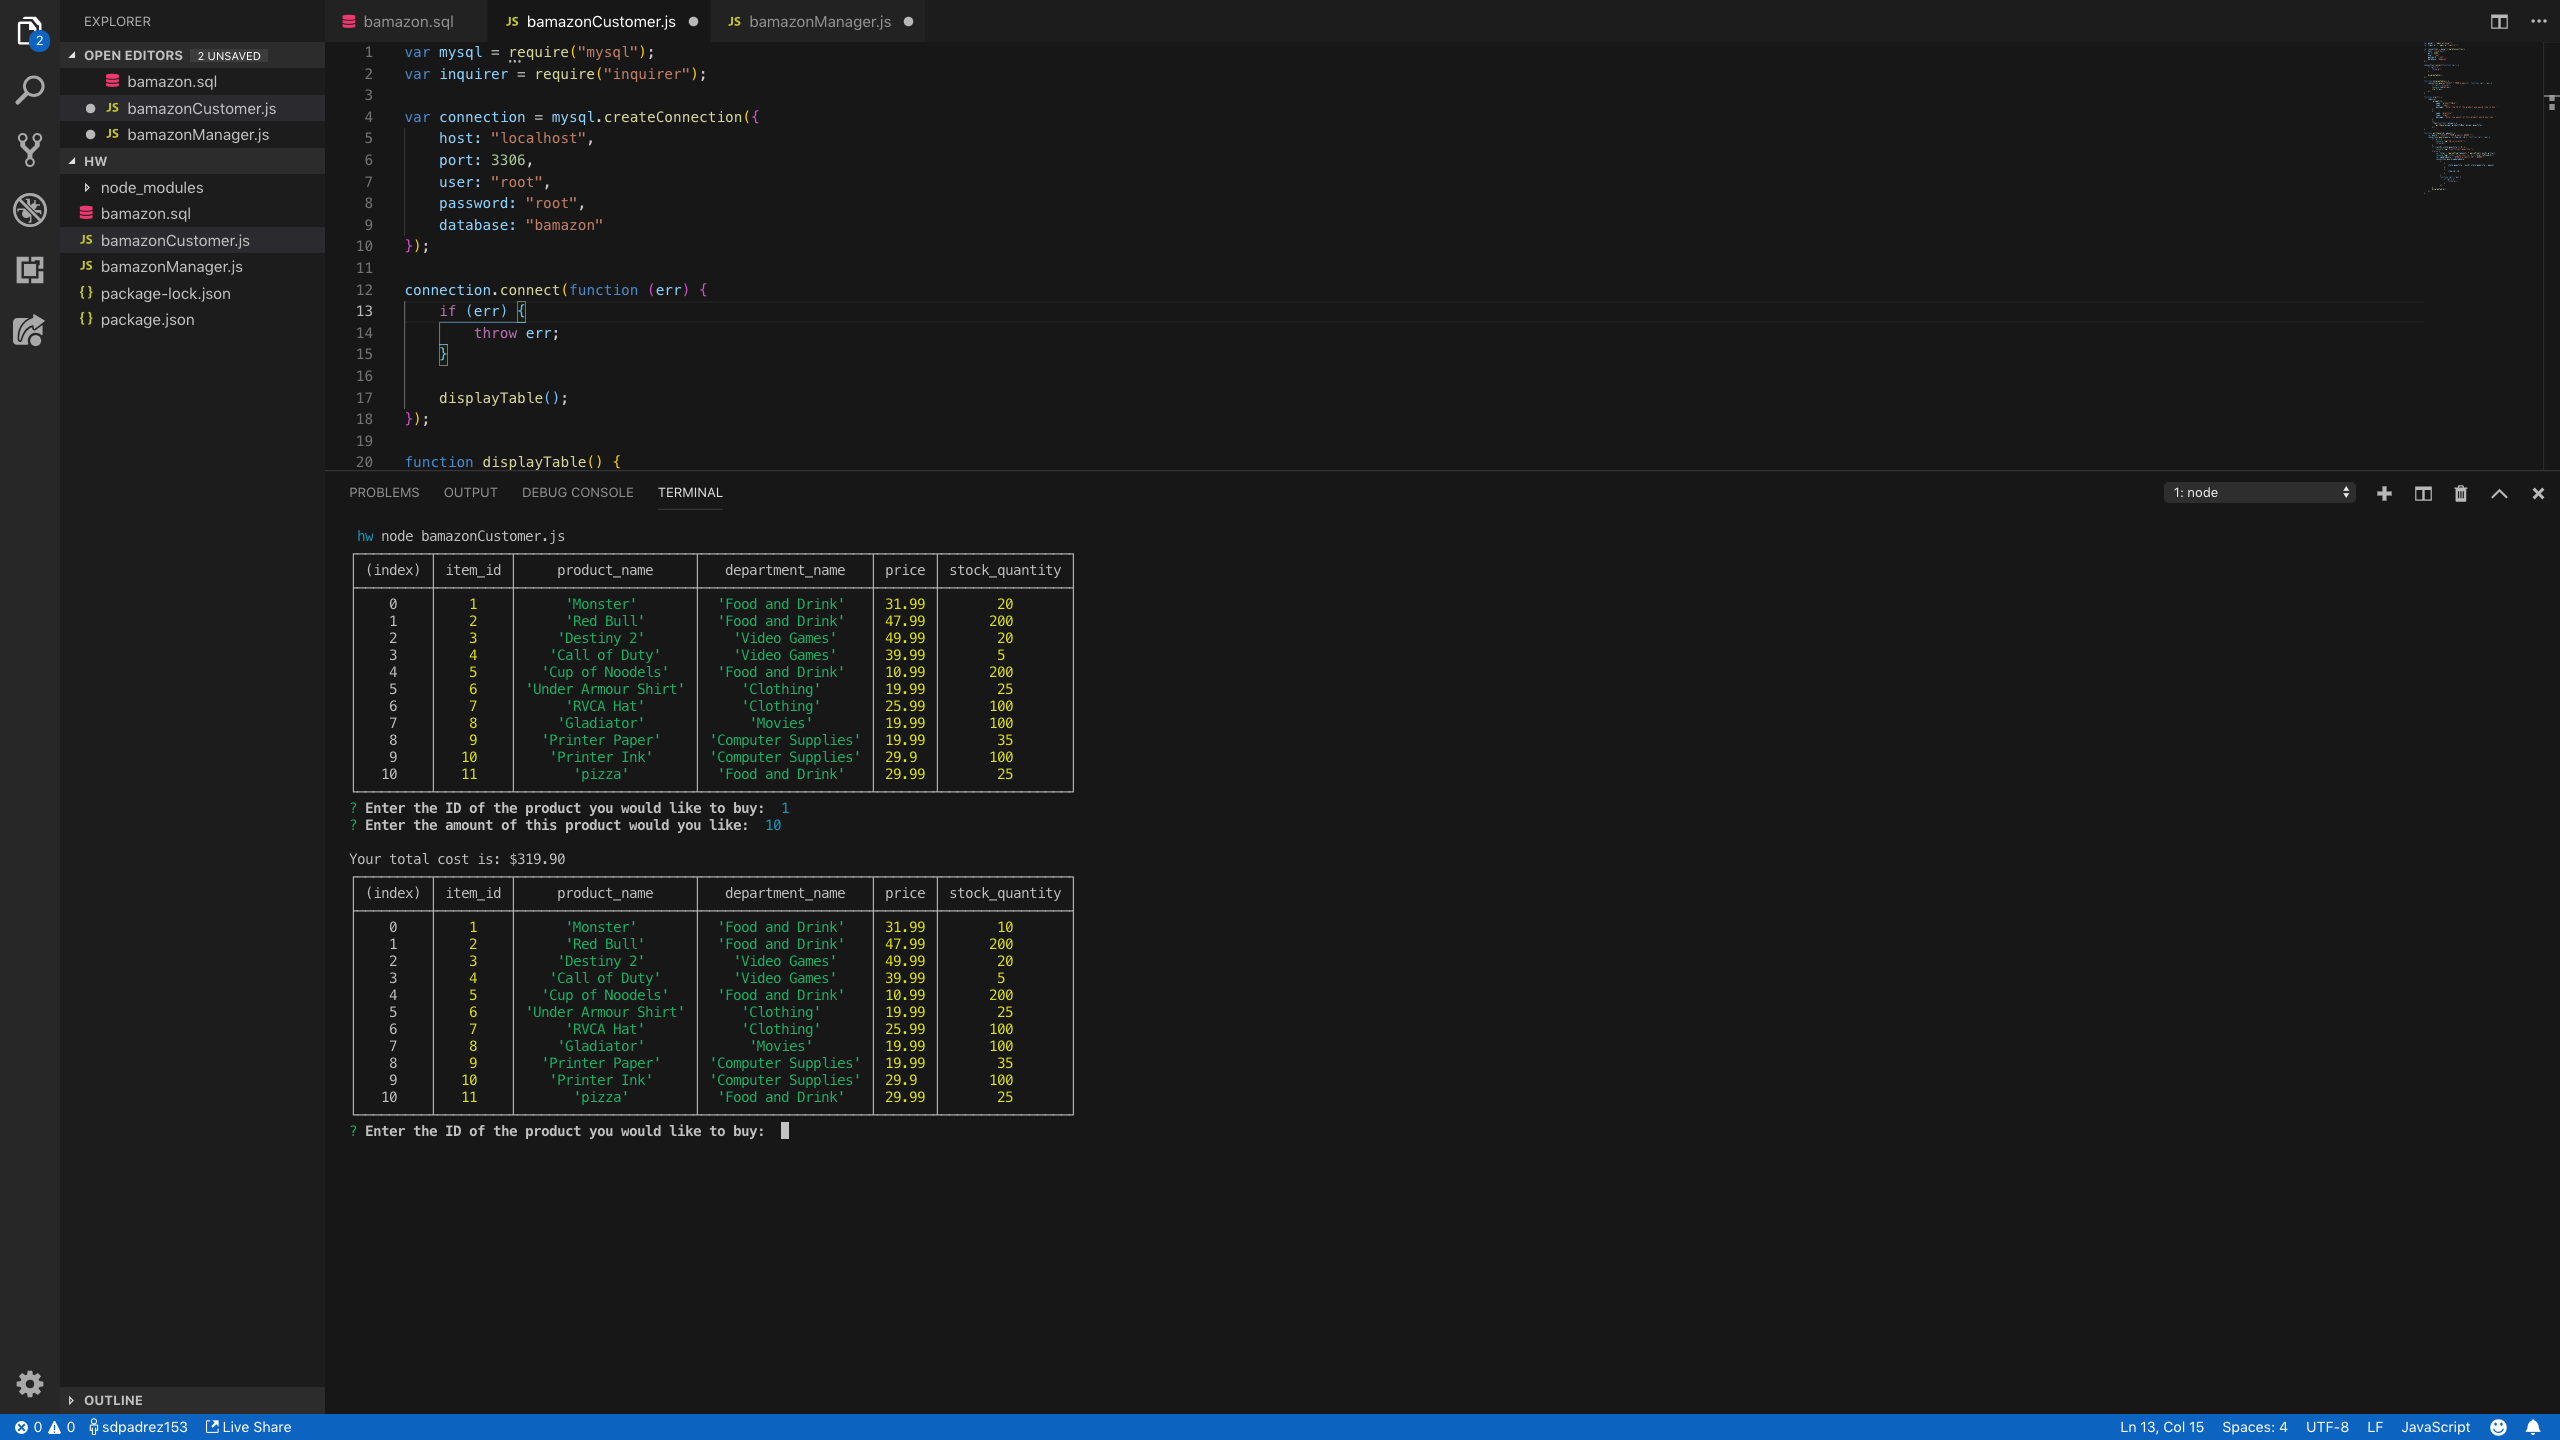 EXPLORER
OPEN EDITORS 2 UNSAVED
bamazon.sql
JS bamazonCustomer.js
JS bamazonManager.js
HW
node_modules
bamazon.sql
JS bamazonCustomer.js
JS bamazonManager.js
{} package-lock.json
{} package.json
OUTLINE
2
bamazon.sql JS bamazonCustomer.js JS bamazonManager.js
1 var mysql = require("mysql");
2 var inquirer = require("inquirer");
3
4 var connection = mysql.createConnection({
5 host: "localhost",
6 port: 3306,
7 user: "root",
8 password: "root",
9 database: "bamazon"
10 });
11
12 connection.connect(function (err) {
13 if (err) {
14 throw err;
15 }
16
17 displayTable();
18 });
19
20 function displayTable() {
PROBLEMS OUTPUT DEBUG CONSOLE TERMINAL 1: node
hw node bamazonCustomer.js
(index) item_id product_name department_name price stock_quantity
0 1 'Monster' 'Food and Drink' 31.99 20
1 2 'Red Bull' 'Food and Drink' 47.99 200
2 3 'Destiny 2' 'Video Games' 49.99 20
3 4 'Call of Duty' 'Video Games' 39.99 5
4 5 'Cup of Noodels' 'Food and Drink' 10.99 200
5 6 'Under Armour Shirt' 'Clothing' 19.99 25
6 7 'RVCA Hat' 'Clothing' 25.99 100
7 8 'Gladiator' 'Movies' 19.99 100
8 9 'Printer Paper' 'Computer Supplies' 19.99 35
9 10 'Printer Ink' 'Computer Supplies' 29.9 100
10 11 'pizza' 'Food and Drink' 29.99 25
? Enter the ID of the product you would like to buy: 1
? Enter the amount of this product would you like: 10
Your total cost is: $319.90
(index) item_id product_name department_name price stock_quantity
0 1 'Monster' 'Food and Drink' 31.99 10
1 2 'Red Bull' 'Food and Drink' 47.99 200
2 3 'Destiny 2' 'Video Games' 49.99 20
3 4 'Call of Duty' 'Video Games' 39.99 5
4 5 'Cup of Noodels' 'Food and Drink' 10.99 200
5 6 'Under Armour Shirt' 'Clothing' 19.99 25
6 7 'RVCA Hat' 'Clothing' 25.99 100
7 8 'Gladiator' 'Movies' 19.99 100
8 9 'Printer Paper' 'Computer Supplies' 19.99 35
9 10 'Printer Ink' 'Computer Supplies' 29.9 100
10 11 'pizza' 'Food and Drink' 29.99 25
? Enter the ID of the product you would like to buy:
0 0 sdpadrez153 Live Share Ln 13, Col 15 Spaces: 4 UTF-8 LF JavaScript